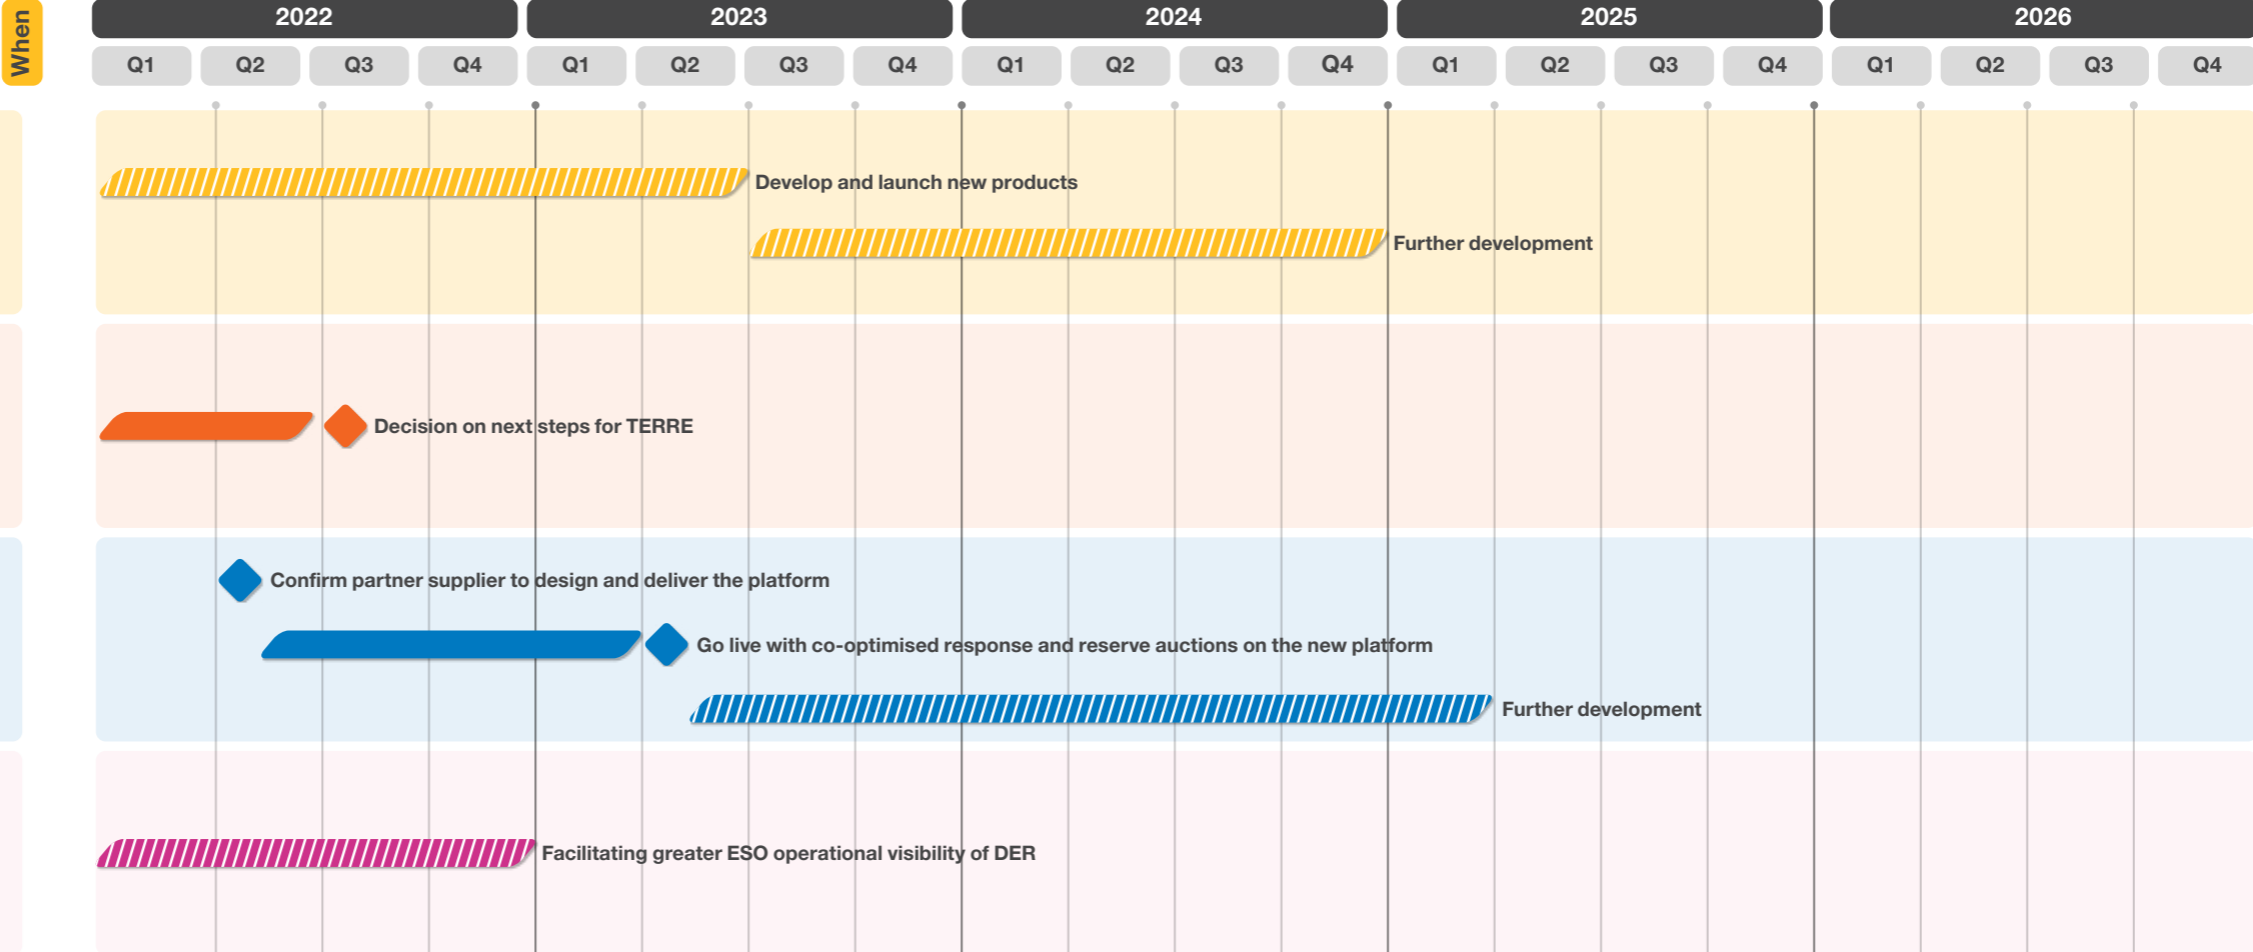 When
2022 2023 2024 2025 2026
Q1 Q2 Q3 Q4 Q1 Q2 Q3 Q4 Q1 Q2 Q3 Q4 Q1 Q2 Q3 Q4 Q1 Q2 Q3 Q4
Develop and launch new products
Further development
Decision on next steps for TERRE
Confirm partner supplier to design and deliver the platform
Go live with co-optimised response and reserve auctions on the new platform
Further development
Facilitating greater ESO operational visibility of DER